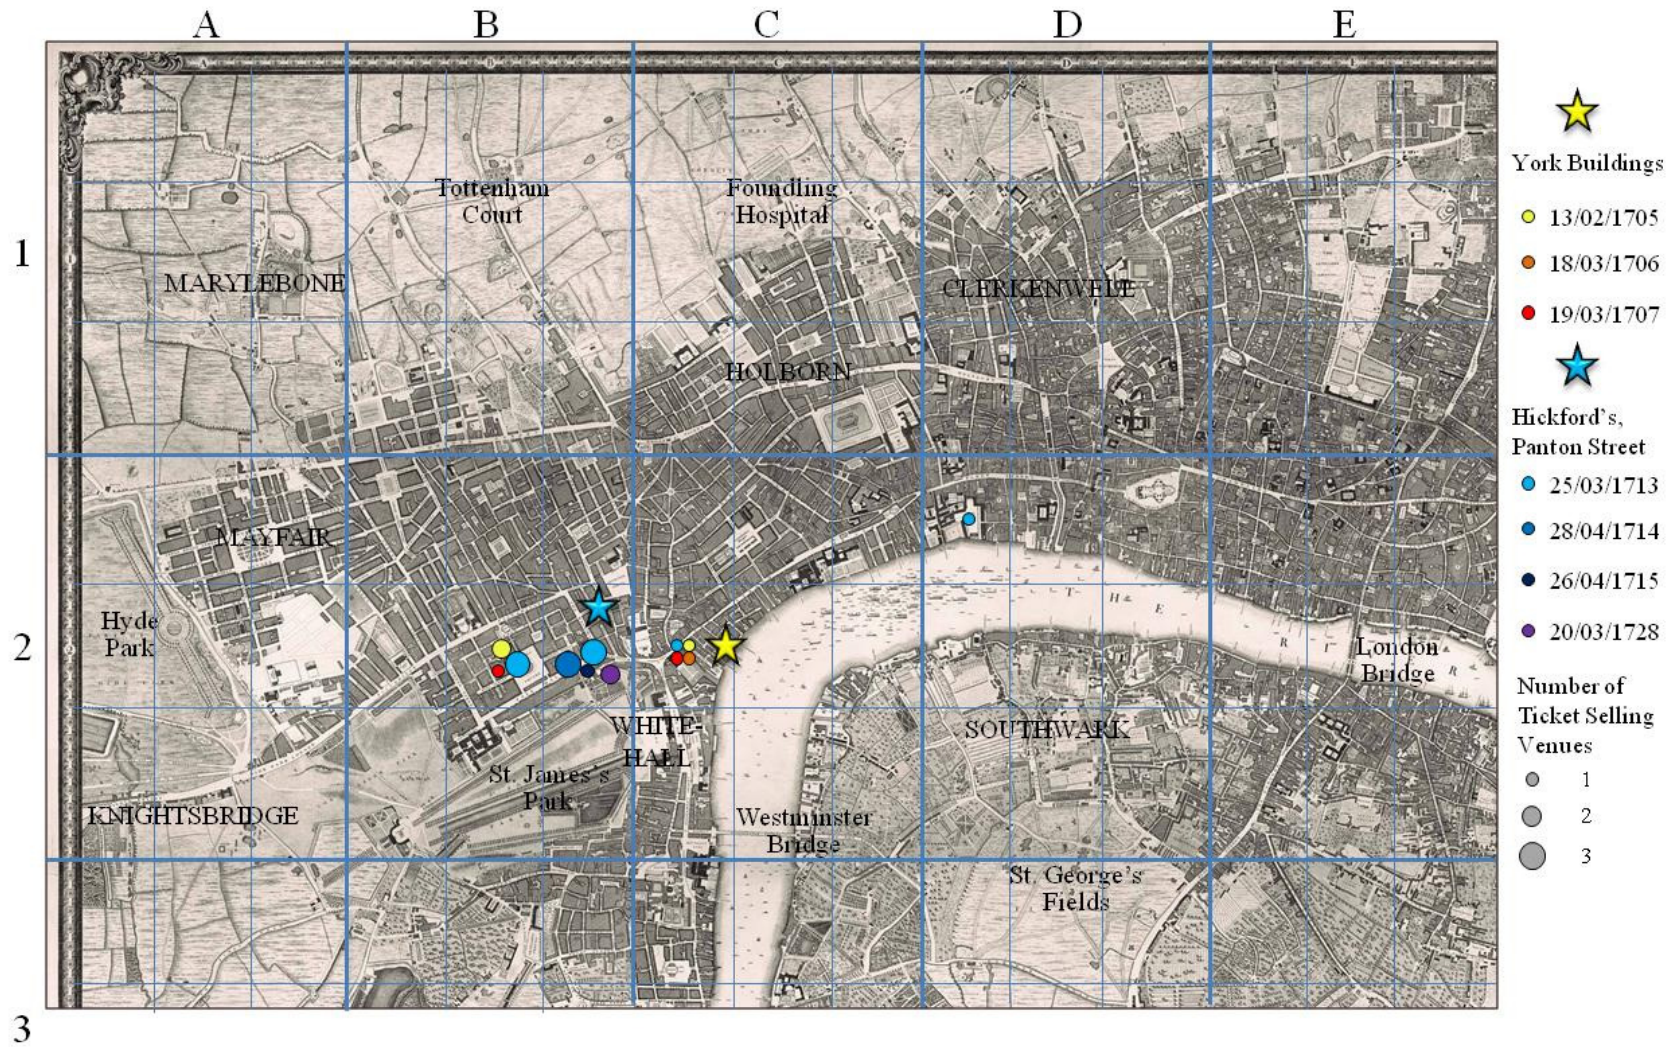 A B C D E
1
2
3
Tottenham
Court
Foundling
Hospital
MARYLEBONE
CLERKENWELL
HOLBORN
MAYFAIR
Hyde
Park
London
Bridge
WHITE-
HALL
SOUTHWARK
St. James's
Park
KNIGHTSBRIDGE
Westminster
Bridge
St. George's
Fields
T H E R I R
York Buildings
13/02/1705
18/03/1706
19/03/1707
Hickford's,
Panton Street
25/03/1713
28/04/1714
26/04/1715
20/03/1728
Number of
Ticket Selling
Venues
1
2
3